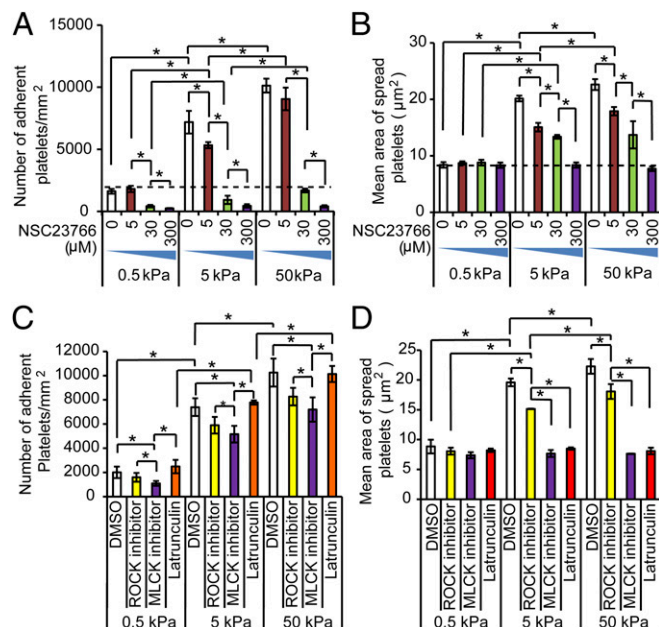 A
Number of adherent
platelets/mm²
15000
10000
5000
0
* * * * * * * * * * *
NSC23766
(µM)
0 5 30 300 0 5 30 300 0 5 30 300
0.5 kPa 5 kPa 50 kPa
B
Mean area of spread
platelets ( µm²)
30
20
10
0
* * * * * * * * * *
NSC23766
(µM)
0 5 30 300 0 5 30 300 0 5 30 300
0.5 kPa 5 kPa 50 kPa
C
Number of adherent
Platelets/mm²
12000
10000
8000
6000
4000
2000
0
* * * * * * * * * * * * *
DMSO ROCK inhibitor MLCK inhibitor Latrunculin DMSO ROCK inhibitor MLCK inhibitor Latrunculin DMSO ROCK inhibitor MLCK inhibitor Latrunculin
0.5 kPa 5 kPa 50 kPa
D
Mean area of spread
platelets ( µm²)
25
20
15
10
5
0
* * * * * * * * * *
DMSO ROCK inhibitor MLCK inhibitor Latrunculin DMSO ROCK inhibitor MLCK inhibitor Latrunculin DMSO ROCK inhibitor MLCK inhibitor Latrunculin
0.5 kPa 5 kPa 50 kPa